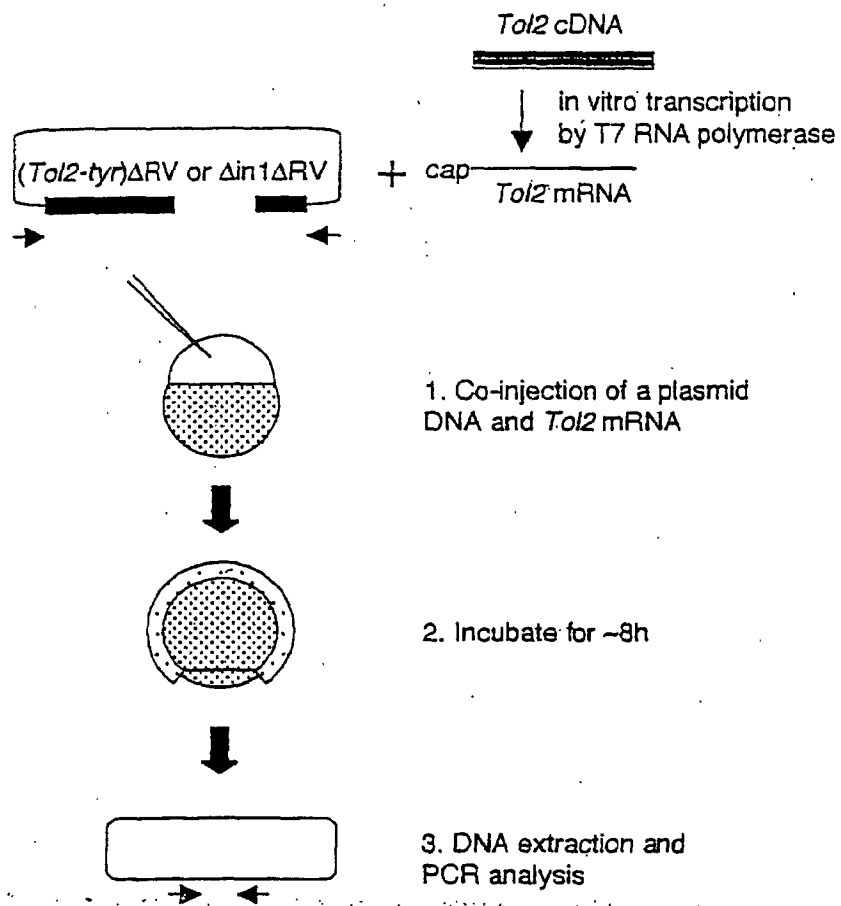 Tol2 cDNA
in vitro transcription
by T7 RNA polymerase
(Tol2-tyr)ΔRV or Δin1ΔRV
+
cap
Tol2 mRNA
1. Co-injection of a plasmid
DNA and Tol2 mRNA
2. Incubate for ~8h
3. DNA extraction and
PCR analysis